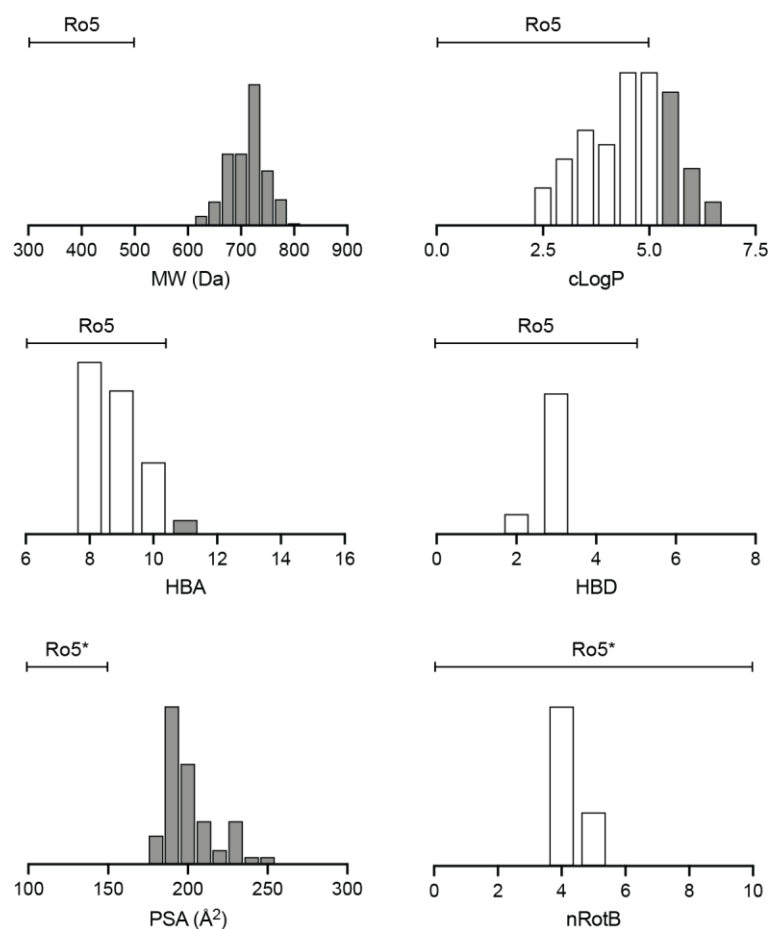 Ro5
300 400 500 600 700 800 900
MW (Da)
Ro5
0.0 2.5 5.0 7.5
cLogP
Ro5
6 8 10 12 14 16
HBA
Ro5
0 2 4 6 8
HBD
Ro5*
100 150 200 250 300
PSA (Å²)
Ro5*
0 2 4 6 8 10
nRotB